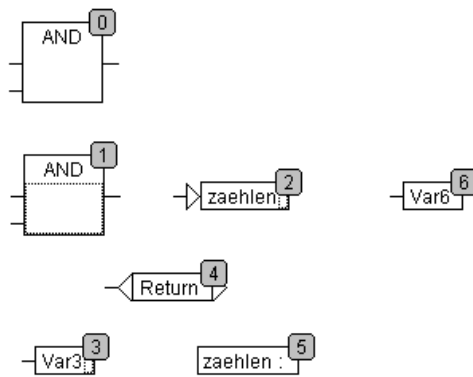 AND 0
AND 1
zaehlen 2
Var6 6
Return 4
Var3 3
zaehlen : 5